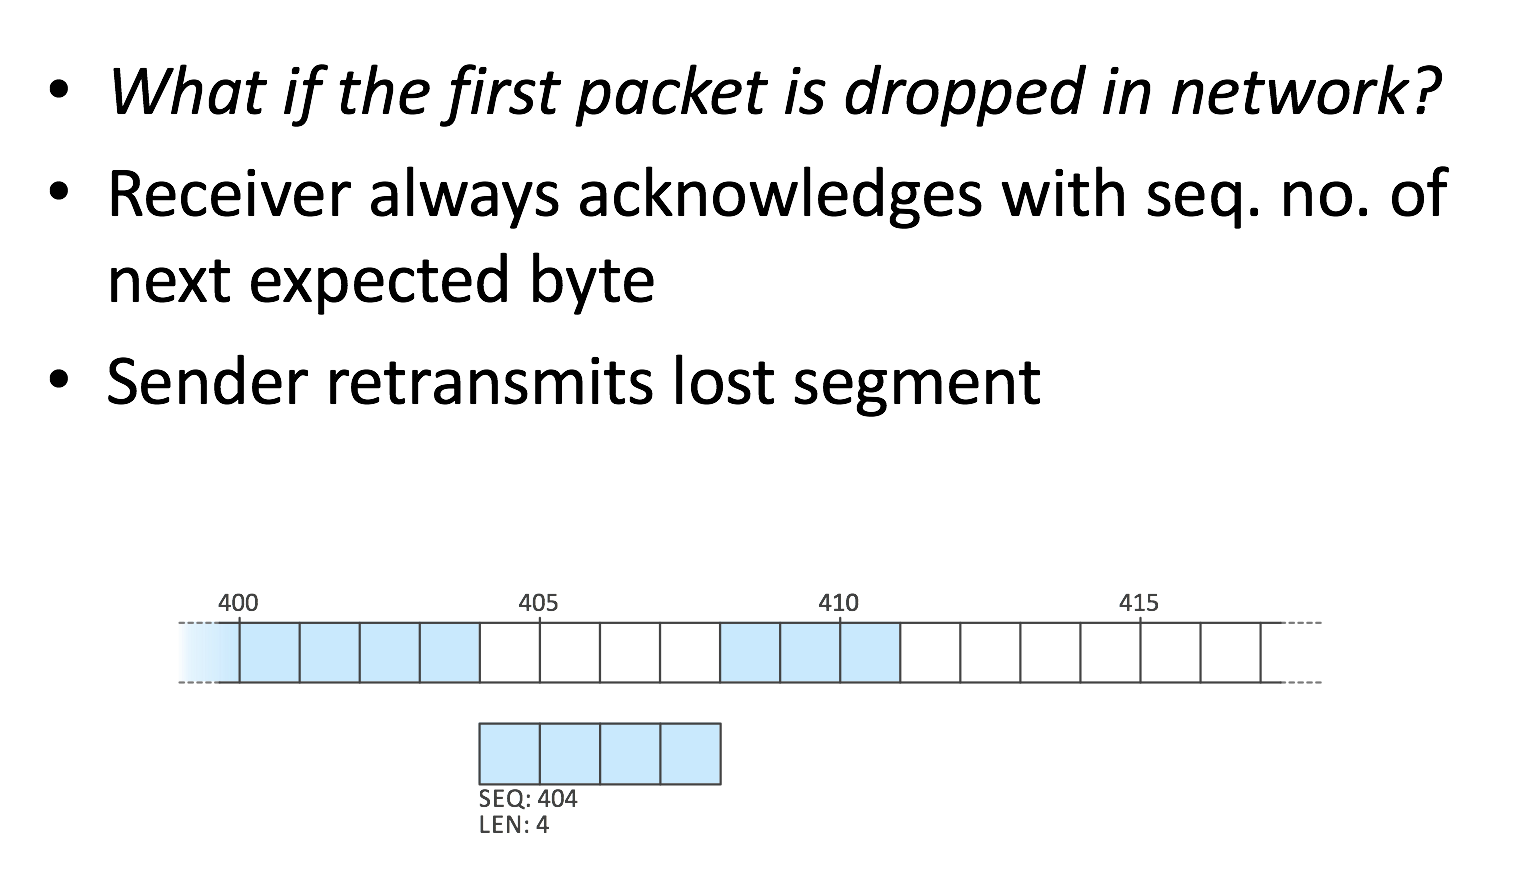 • What if the first packet is dropped in network?
• Receiver always acknowledges with seq. no. of
next expected byte
• Sender retransmits lost segment
400 405 410 415
SEQ: 404
LEN: 4